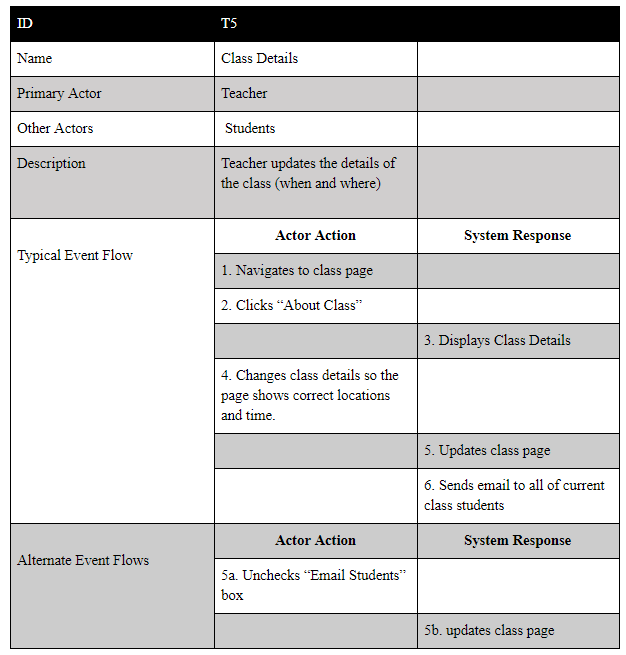 ID T5
Name Class Details
Primary Actor Teacher
Other Actors Students
Description Teacher updates the details of
the class (when and where)
Typical Event Flow
Actor Action System Response
1. Navigates to class page
2. Clicks “About Class”
3. Displays Class Details
4. Changes class details so the
page shows correct locations
and time.
5. Updates class page
6. Sends email to all of current
class students
Alternate Event Flows
Actor Action System Response
5a. Unchecks “Email Students”
box
5b. updates class page